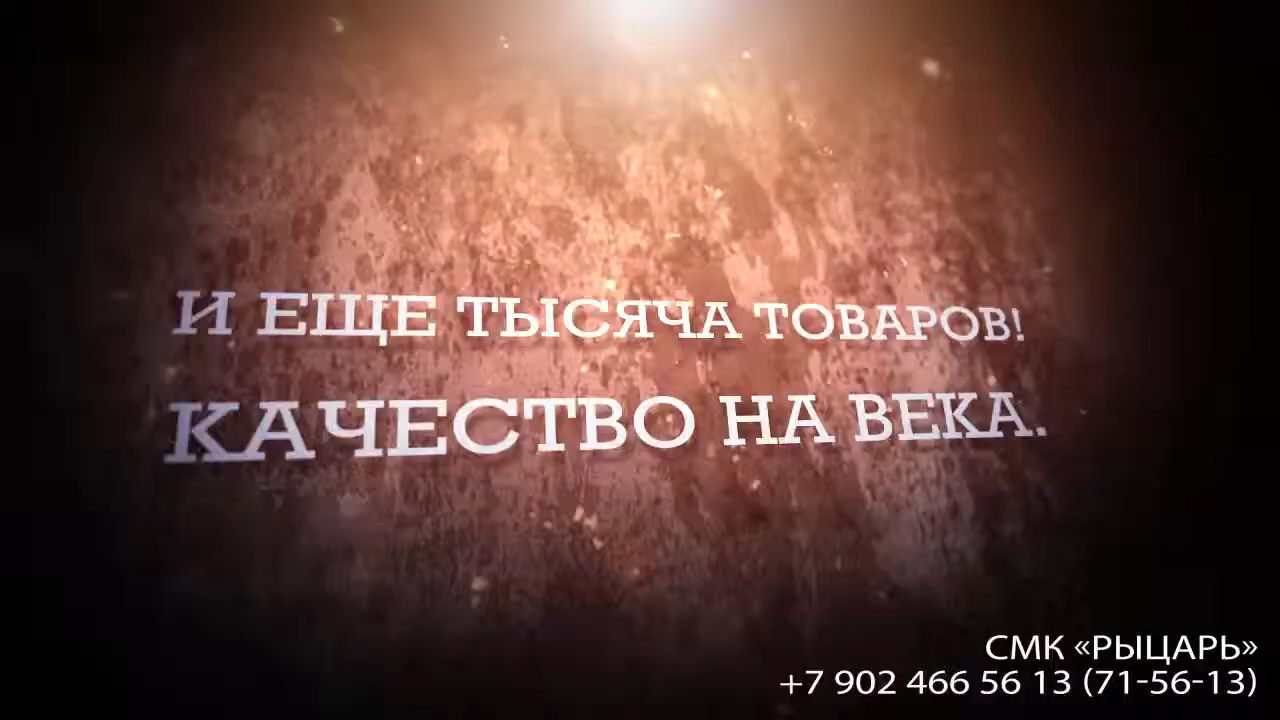 И ЕЩЕ ТЫСЯЧА ТОВАРОВ!
КАЧЕСТВО НА ВЕКА.
СМК «РЫЦАРЬ»
+7 902 466 56 13 (71-56-13)